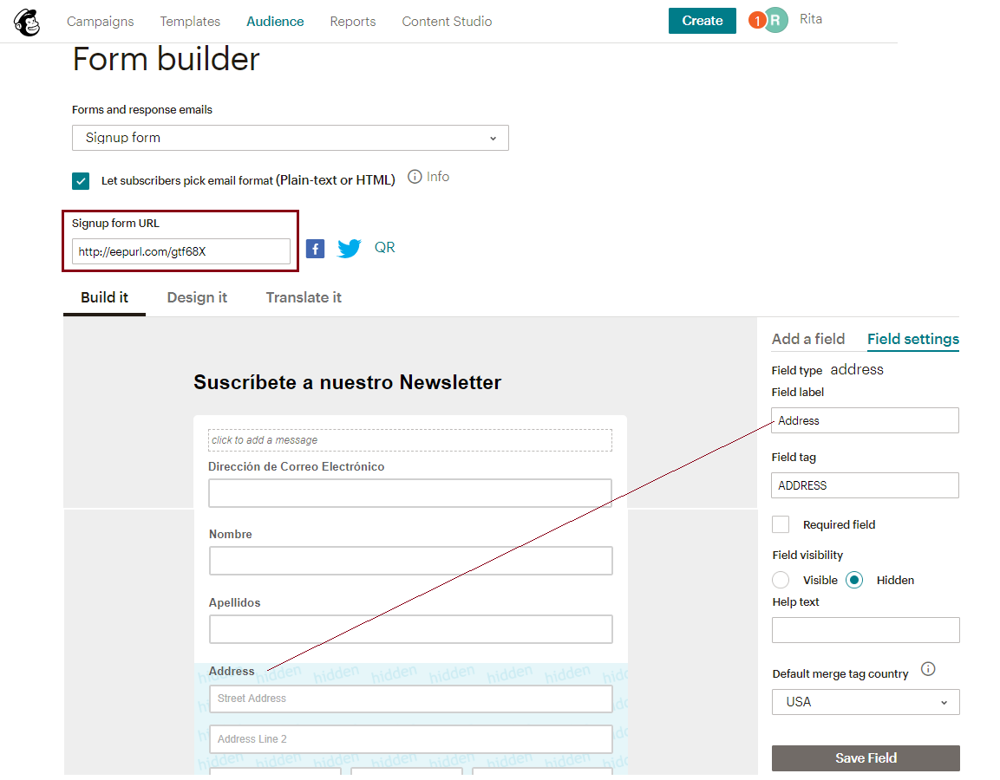 Campaigns Templates Audience Reports Content Studio Create 1 R Rita
Form builder
Forms and response emails
Signup form
Let subscribers pick email format (Plain-text or HTML) Info
Signup form URL
http://eepurl.com/gtf68X QR
Build it Design it Translate it
Add a field Field settings
Field type address
Field label
Address
Field tag
ADDRESS
Required field
Field visibility
Visible Hidden
Help text
Default merge tag country
USA
Save Field
Suscríbete a nuestro Newsletter
click to add a message
Dirección de Correo Electrónico
Nombre
Apellidos
Address
hidden hidden hidden hidden hidden hidden hidden
Street Address
Address Line 2
hidden hidden hidden hidden hidden hidden hidden